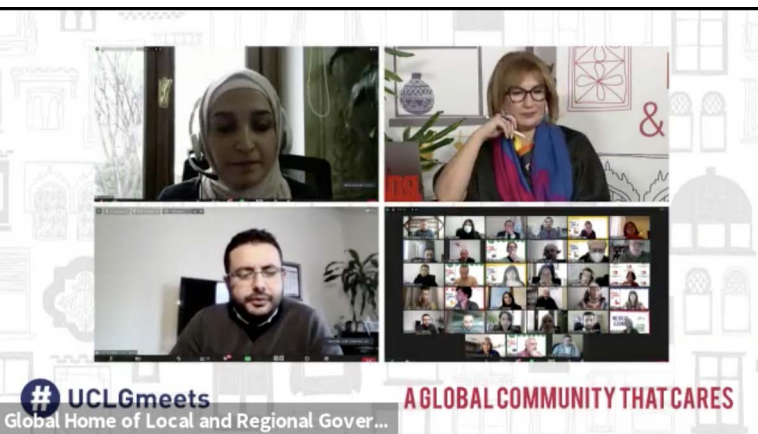 &
# UCLGmeets
A GLOBAL COMMUNITY THAT CARES
Global Home of Local and Regional Gover...